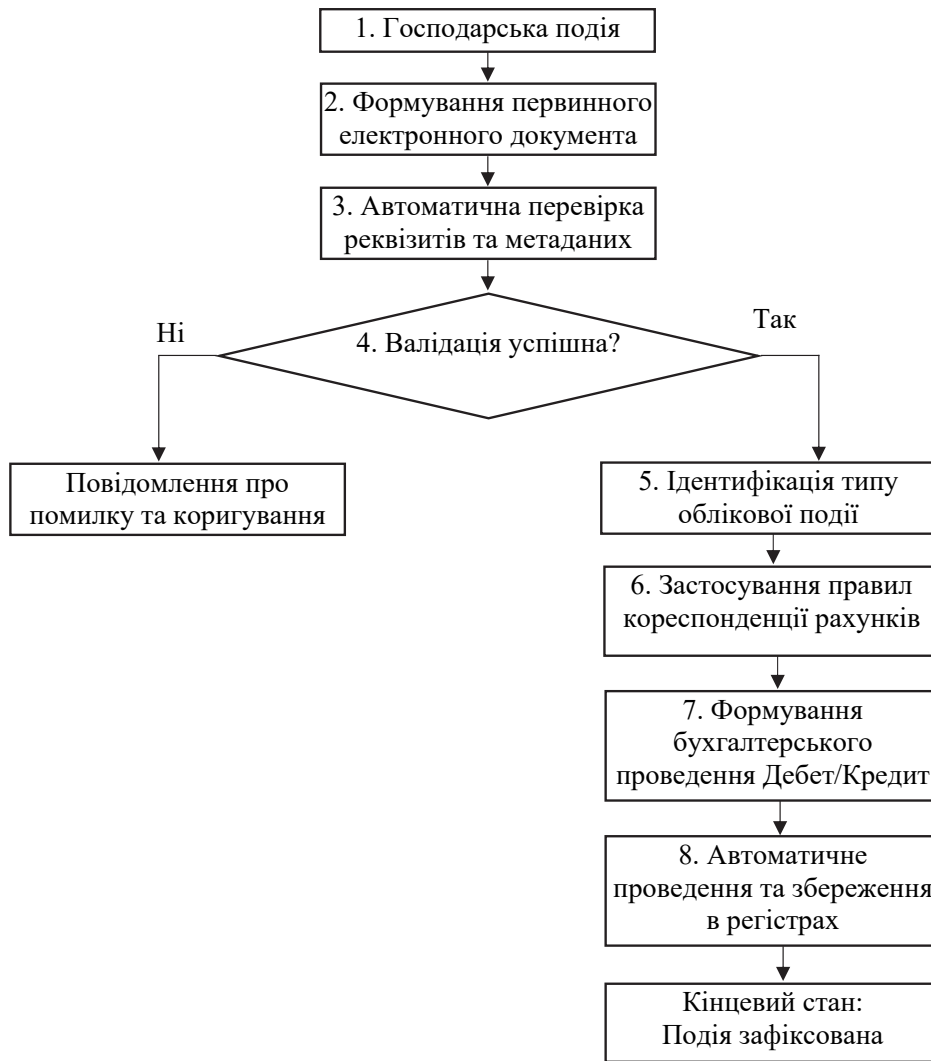 1. Господарська подія
2. Формування первинного
електронного документа
3. Автоматична перевірка
реквізитів та метаданих
Ні
Так
4. Валідація успішна?
Повідомлення про
помилку та коригування
5. Ідентифікація типу
облікової події
6. Застосування правил
кореспонденції рахунків
7. Формування
бухгалтерського
проведення Дебет/Кредит
8. Автоматичне
проведення та збереження
в регістрах
Кінцевий стан:
Подія зафіксована